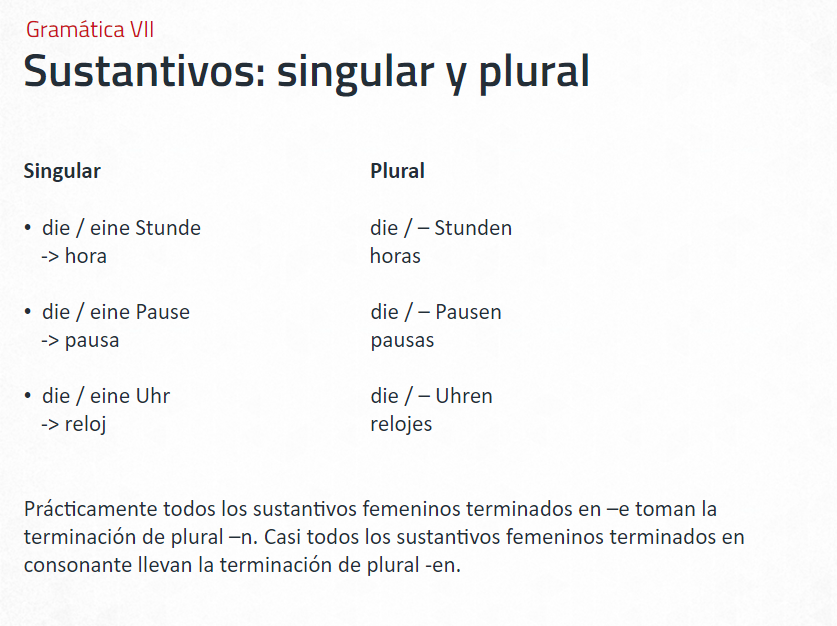 Gramática VII
Sustantivos: singular y plural
Singular Plural
• die / eine Stunde die / – Stunden
-> hora horas
• die / eine Pause die / – Pausen
-> pausa pausas
• die / eine Uhr die / – Uhren
-> reloj relojes
Prácticamente todos los sustantivos femeninos terminados en –e toman la
terminación de plural –n. Casi todos los sustantivos femeninos terminados en
consonante llevan la terminación de plural -en.